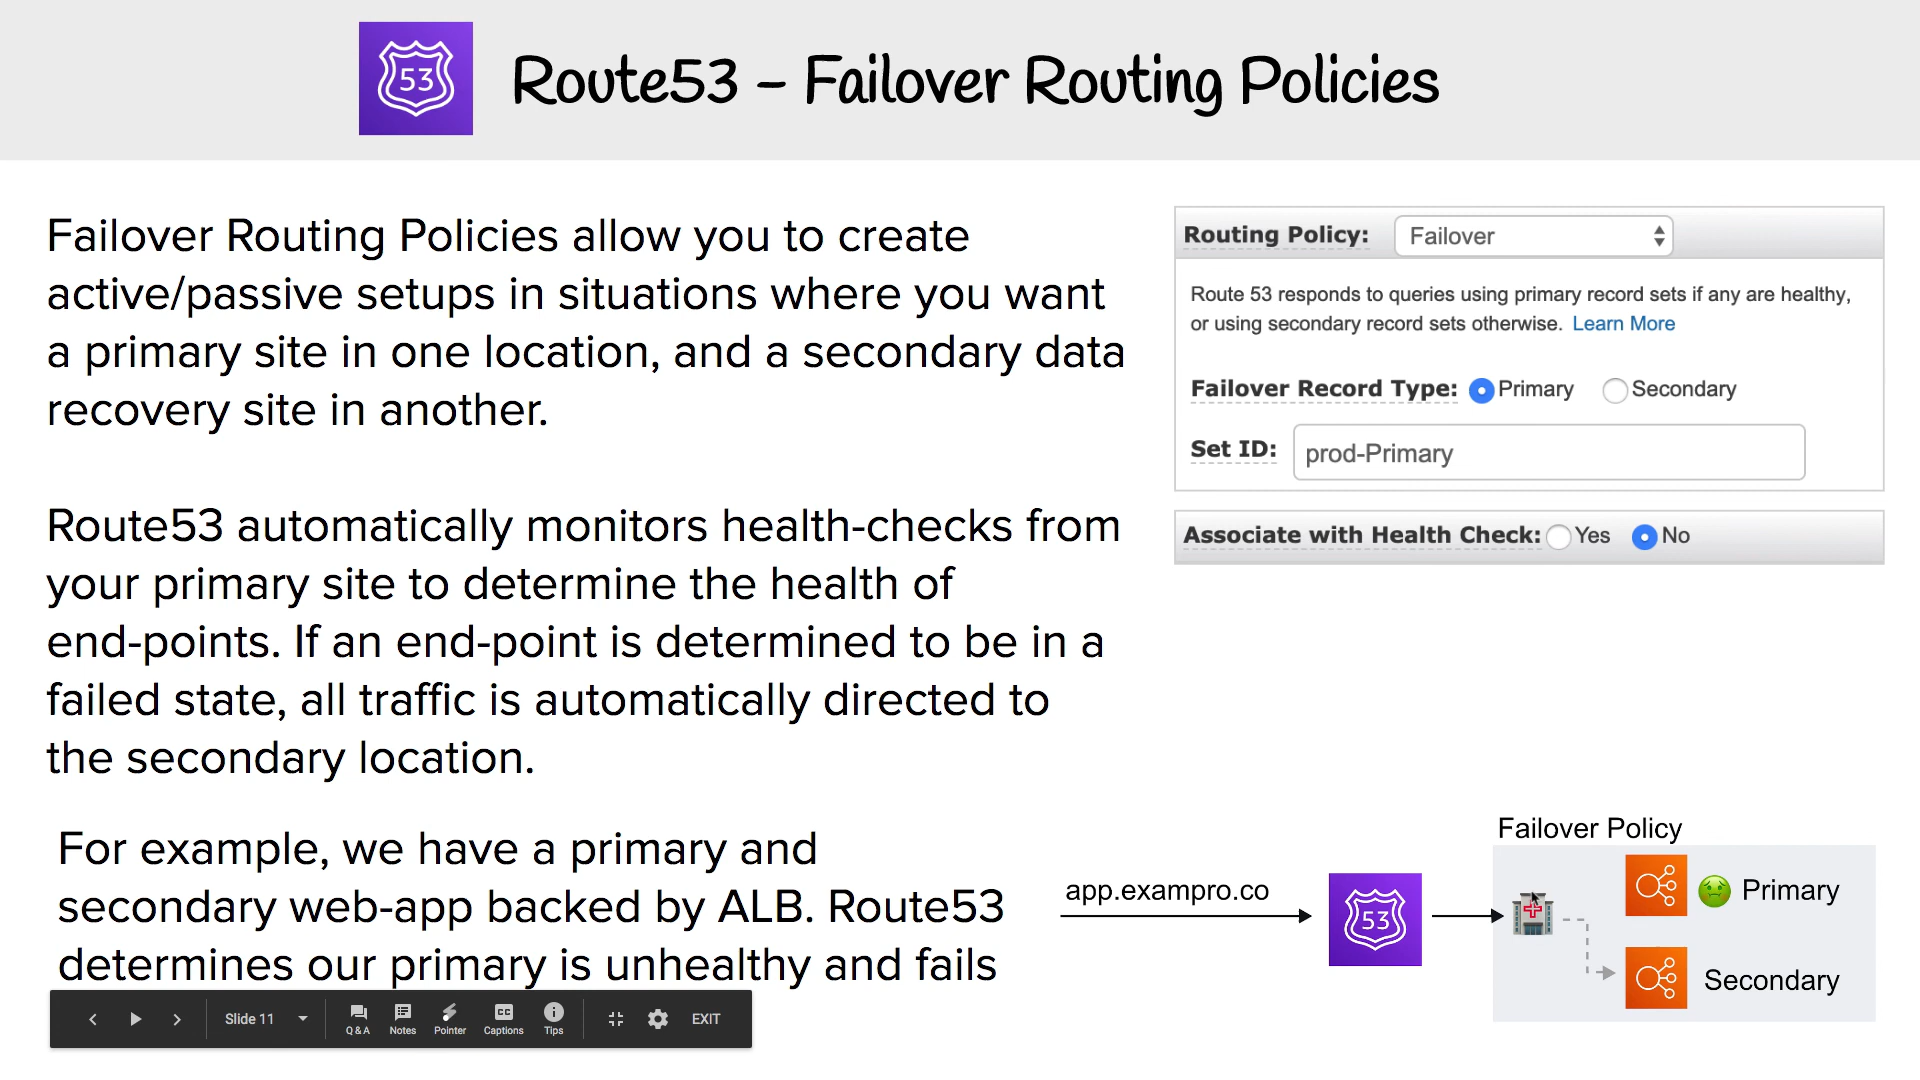 53
Route53 – Failover Routing Policies
Failover Routing Policies allow you to create
active/passive setups in situations where you want
a primary site in one location, and a secondary data
recovery site in another.
Route53 automatically monitors health-checks from
your primary site to determine the health of
end-points. If an end-point is determined to be in a
failed state, all traffic is automatically directed to
the secondary location.
For example, we have a primary and
secondary web-app backed by ALB. Route53
determines our primary is unhealthy and fails
Routing Policy: Failover
Route 53 responds to queries using primary record sets if any are healthy,
or using secondary record sets otherwise. Learn More
Failover Record Type: Primary Secondary
Set ID: prod-Primary
Associate with Health Check: Yes No
Failover Policy
app.exampro.co
53
Primary
Secondary
Slide 11
Q & A
Notes
Pointer
CC
Captions
Tips
EXIT